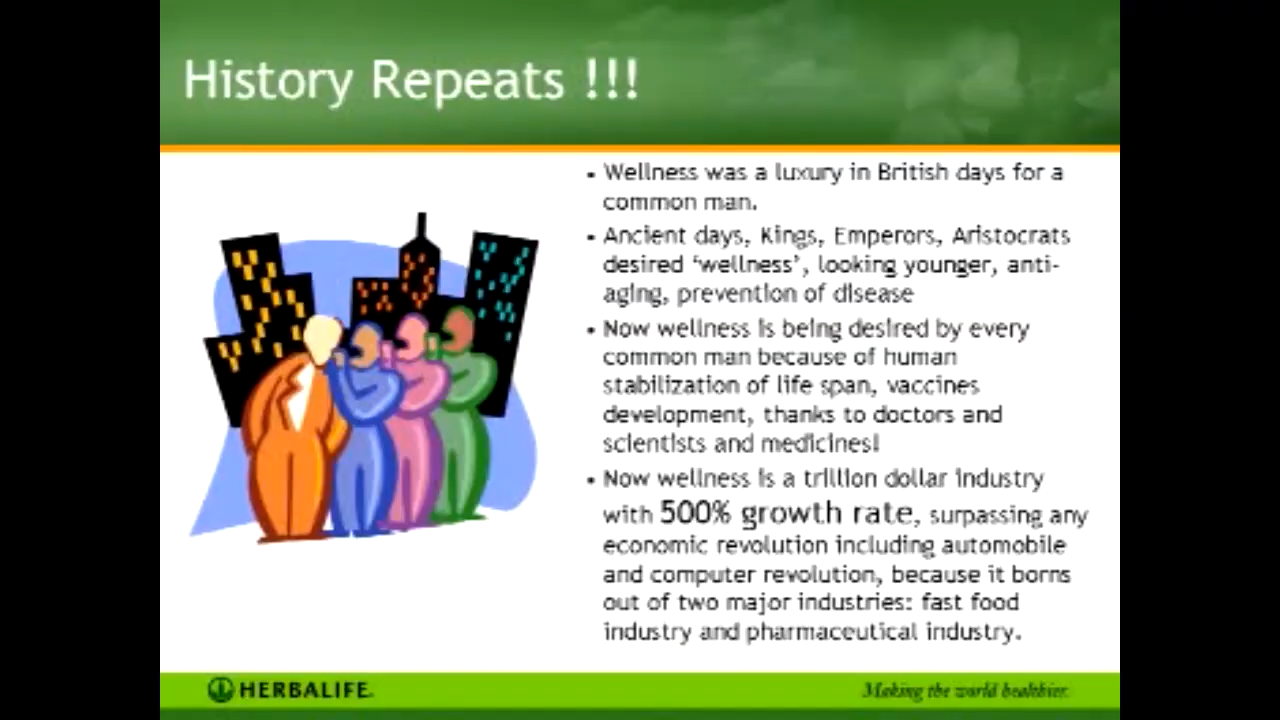 History Repeats !!!
• Wellness was a luxury in British days for a
common man.
• Ancient days, Kings, Emperors, Aristocrats
desired ‘wellness’, looking younger, anti-
aging, prevention of disease
• Now wellness is being desired by every
common man because of human
stabilization of life span, vaccines
development, thanks to doctors and
scientists and medicines!
• Now wellness is a trillion dollar industry
with 500% growth rate, surpassing any
economic revolution including automobile
and computer revolution, because it borns
out of two major industries: fast food
industry and pharmaceutical industry.
HERBALIFE.
Making the world healthier.